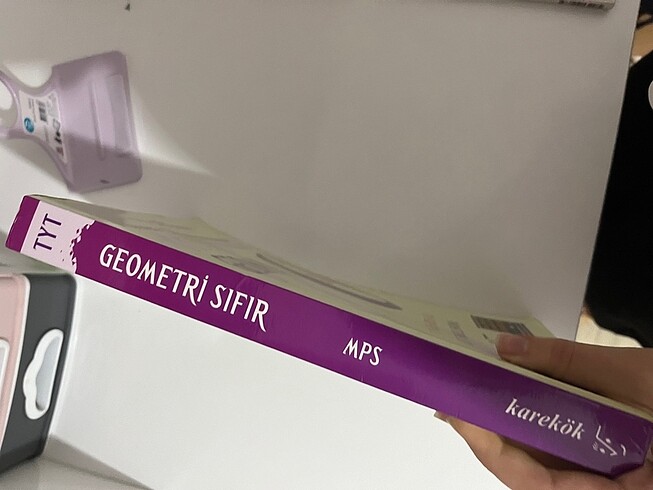 TYT
GEOMETRİ SIFIR
MPS
karekök